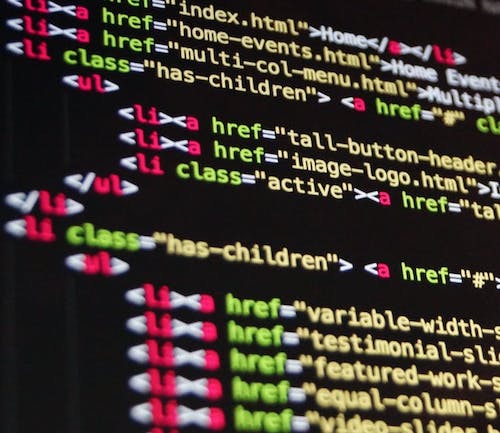 <li><a href="index.html">Home</a></li>
<li><a href="home-events.html">Home Event
<li><a href="multi-col-menu.html">Multip
<li class="has-children"> <a href="#" cl
<ul>
<li><a href="tall-button-header.
<li><a href="image-logo.html">
<li class="active"><a href="tal
</ul>
</li>
<li class="has-children"> <a href="#">
<ul>
<li><a href="variable-width-s
<li><a href="testimonial-sli
<li><a href="featured-work-s
<li><a href="equal-column-sl
<li><a href="video-slider.h